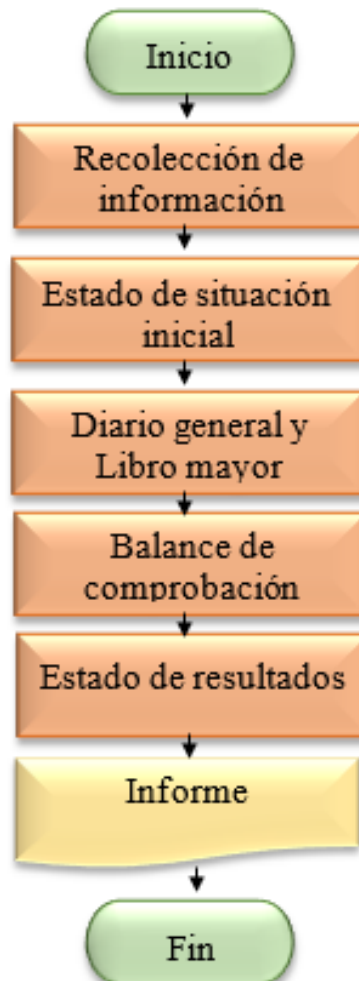 Inicio
Recolección de
información
Estado de situación
inicial
Diario general y
Libro mayor
Balance de
comprobación
Estado de resultados
Informe
Fin